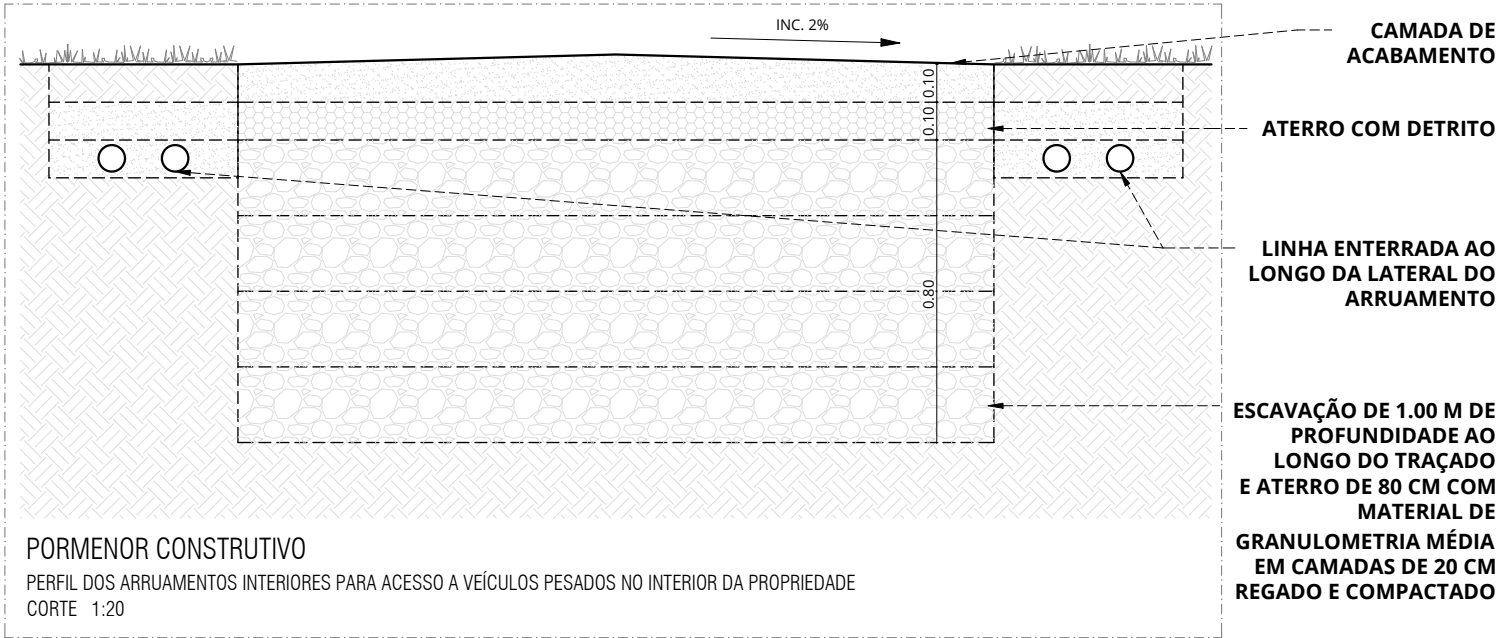 INC. 2%
CAMADA DE
ACABAMENTO
0.10
0.10
ATERRO COM DETRITO
LINHA ENTERRADA AO
LONGO DA LATERAL DO
ARRUAMENTO
0.80
ESCAVAÇÃO DE 1.00 M DE
PROFUNDIDADE AO
LONGO DO TRAÇADO
E ATERRO DE 80 CM COM
MATERIAL DE
GRANULOMETRIA MÉDIA
EM CAMADAS DE 20 CM
REGADO E COMPACTADO
PORMENOR CONSTRUTIVO
PERFIL DOS ARRUAMENTOS INTERIORES PARA ACESSO A VEÍCULOS PESADOS NO INTERIOR DA PROPRIEDADE
CORTE 1:20